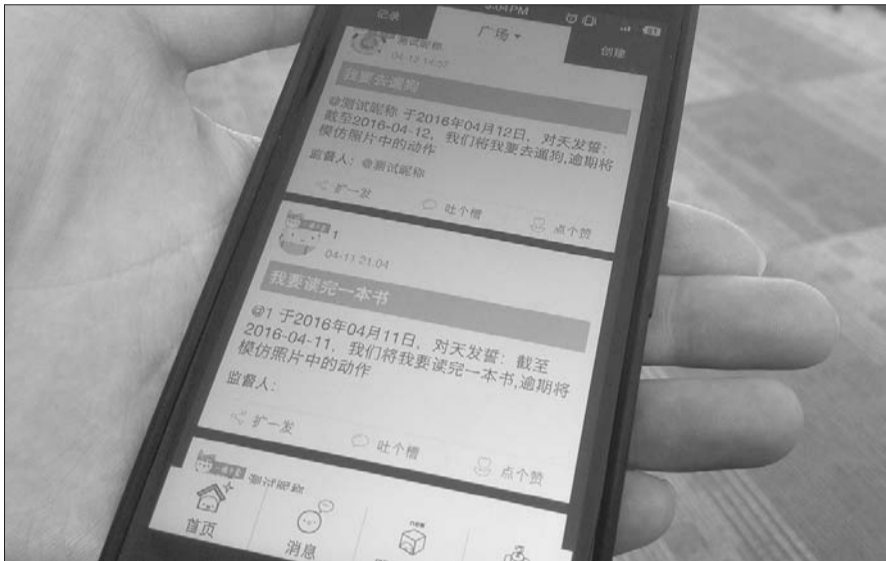 3:04PM
记录
广场
创建
测试昵称
04-12 14:07
我要去遛狗
@测试昵称 于2016年04月12日，对天发誓：
截至2016-04-12，我们将我要去遛狗,逾期将
模仿照片中的动作
监督人：@测试昵称
扩一发 吐个槽 点个赞
1
04-11 21:04
我要读完一本书
@1 于2016年04月11日，对天发誓：截至
2016-04-11，我们将我要读完一本书,逾期将
模仿照片中的动作
监督人：
扩一发 吐个槽 点个赞
测试昵称
首页
消息